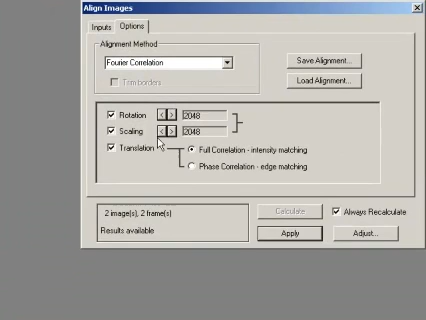 Align Images
Inputs
Options
Alignment Method
Fourier Correlation
Trim borders
Save Alignment...
Load Alignment...
Rotation
2048
Scaling
2048
Translation
Full Correlation - intensity matching
Phase Correlation - edge matching
2 image(s), 2 frame(s)
Results available
Calculate
Always Recalculate
Apply
Adjust...